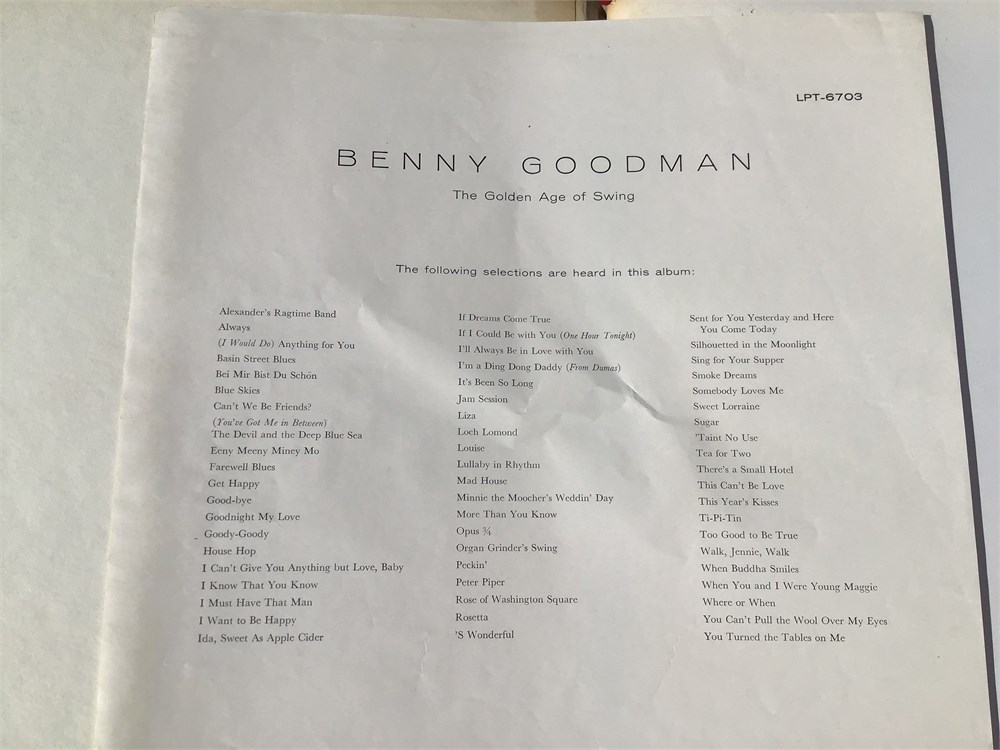 LPT-6703
BENNY GOODMAN
The Golden Age of Swing
The following selections are heard in this album:
Alexander's Ragtime Band
Always
(I Would Do) Anything for You
Basin Street Blues
Bei Mir Bist Du Schön
Blue Skies
Can't We Be Friends?
(You've Got Me in Between)
The Devil and the Deep Blue Sea
Eeny Meeny Miney Mo
Farewell Blues
Get Happy
Good-bye
Goodnight My Love
Goody-Goody
House Hop
I Can't Give You Anything but Love, Baby
I Know That You Know
I Must Have That Man
I Want to Be Happy
Ida, Sweet As Apple Cider
If Dreams Come True
If I Could Be with You (One Hour Tonight)
I'll Always Be in Love with You
I'm a Ding Dong Daddy (From Dumas)
It's Been So Long
Jam Session
Liza
Loch Lomond
Louise
Lullaby in Rhythm
Mad House
Minnie the Moocher's Weddin' Day
More Than You Know
Opus ¾
Organ Grinder's Swing
Peckin'
Peter Piper
Rose of Washington Square
Rosetta
'S Wonderful
Sent for You Yesterday and Here
You Come Today
Silhouetted in the Moonlight
Sing for Your Supper
Smoke Dreams
Somebody Loves Me
Sweet Lorraine
Sugar
'Taint No Use
Tea for Two
There's a Small Hotel
This Can't Be Love
This Year's Kisses
Ti-Pi-Tin
Too Good to Be True
Walk, Jennie, Walk
When Buddha Smiles
When You and I Were Young Maggie
Where or When
You Can't Pull the Wool Over My Eyes
You Turned the Tables on Me